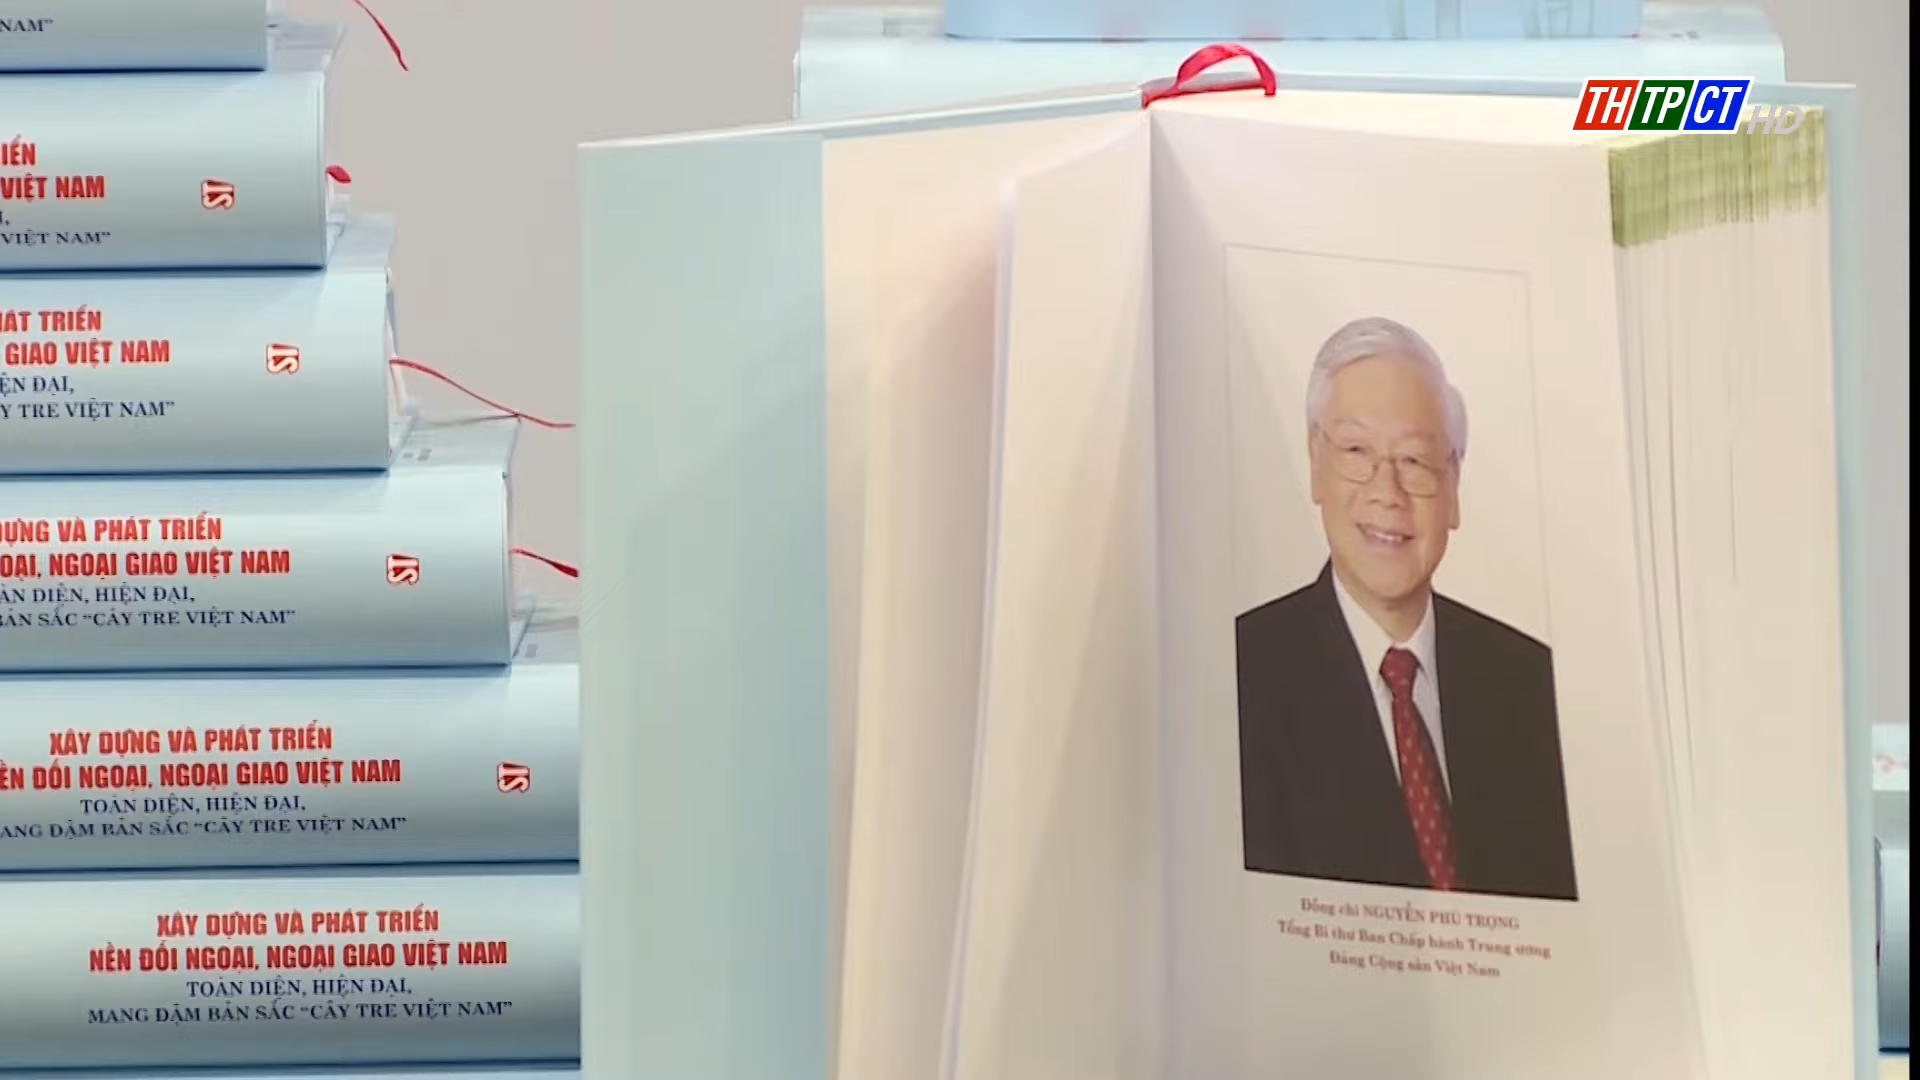 NAM”
IỂN
VIỆT NAM
I,
VIỆT NAM”
ST
ÁT TRIỂN
GIAO VIỆT NAM
ỆN ĐẠI,
Y TRE VIỆT NAM”
ST
DỰNG VÀ PHÁT TRIỂN
OẠI, NGOẠI GIAO VIỆT NAM
ÀN DIỆN, HIỆN ĐẠI,
BẢN SẮC “CÂY TRE VIỆT NAM”
ST
XÂY DỰNG VÀ PHÁT TRIỂN
ỀN ĐỐI NGOẠI, NGOẠI GIAO VIỆT NAM
TOÀN DIỆN, HIỆN ĐẠI,
ANG ĐẬM BẢN SẮC “CÂY TRE VIỆT NAM”
ST
XÂY DỰNG VÀ PHÁT TRIỂN
NỀN ĐỐI NGOẠI, NGOẠI GIAO VIỆT NAM
TOÀN DIỆN, HIỆN ĐẠI,
MANG ĐẬM BẢN SẮC “CÂY TRE VIỆT NAM”
THTPCT HD
Đồng chí NGUYỄN PHÚ TRỌNG
Tổng Bí thư Ban Chấp hành Trung ương
Đảng Cộng sản Việt Nam